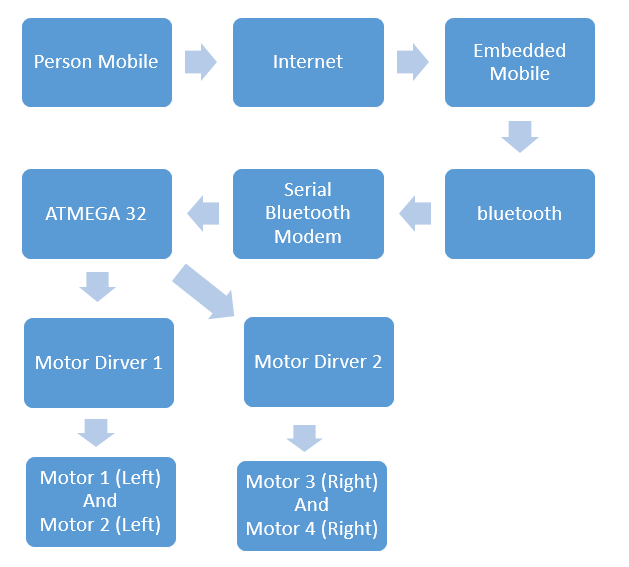 Person Mobile
Internet
Embedded
Mobile
ATMEGA 32
Serial
Bluetooth
Modem
bluetooth
Motor Dirver 1
Motor Dirver 2
Motor 1 (Left)
And
Motor 2 (Left)
Motor 3 (Right)
And
Motor 4 (Right)